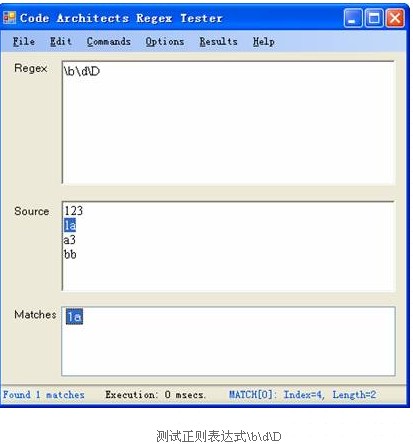 Code Architects Regex Tester
File Edit Commands Options Results Help
Regex
\b\d\D
Source
123
1a
a3
bb
Matches
1a
Found 1 matches Execution: 0 msecs. MATCH[0]: Index=4, Length=2
测试正则表达式\b\d\D